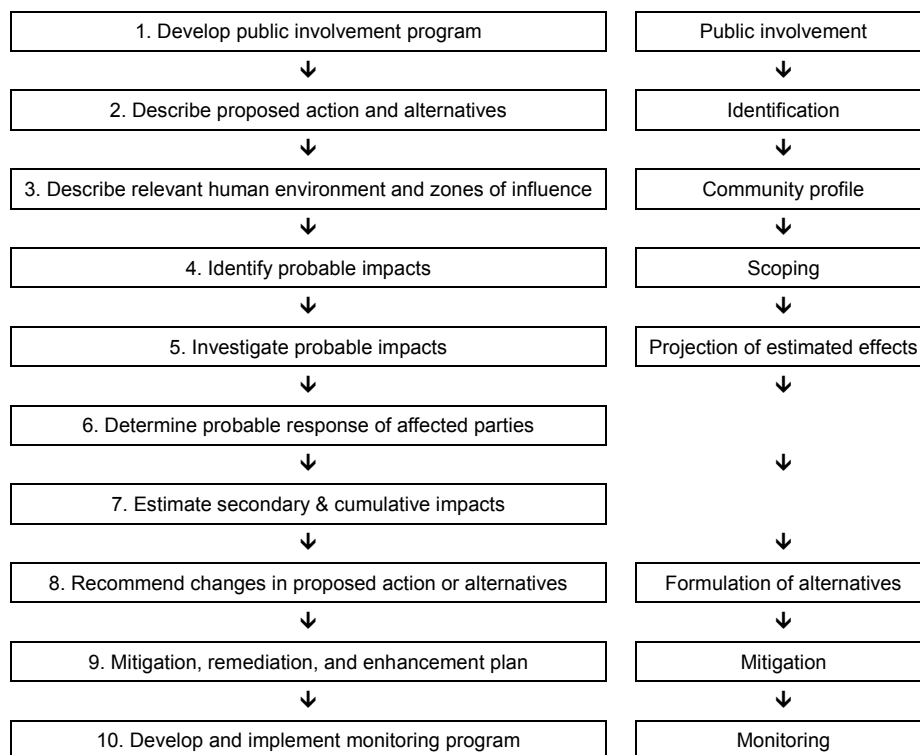 1. Develop public involvement program
Public involvement
2. Describe proposed action and alternatives
Identification
3. Describe relevant human environment and zones of influence
Community profile
4. Identify probable impacts
Scoping
5. Investigate probable impacts
Projection of estimated effects
6. Determine probable response of affected parties
7. Estimate secondary & cumulative impacts
8. Recommend changes in proposed action or alternatives
Formulation of alternatives
9. Mitigation, remediation, and enhancement plan
Mitigation
10. Develop and implement monitoring program
Monitoring